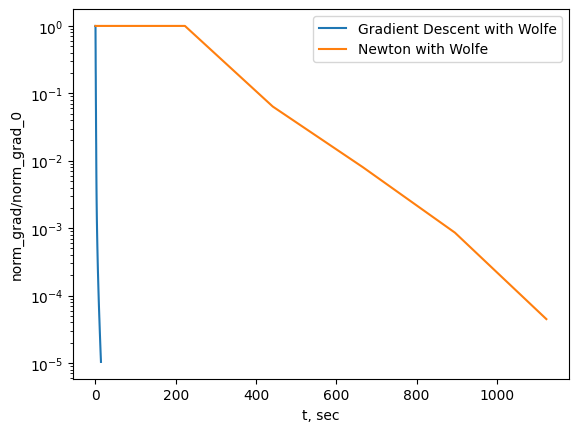 Gradient Descent with Wolfe
Newton with Wolfe
norm_grad/norm_grad_0
10⁰
10⁻¹
10⁻²
10⁻³
10⁻⁴
10⁻⁵
0 200 400 600 800 1000
t, sec